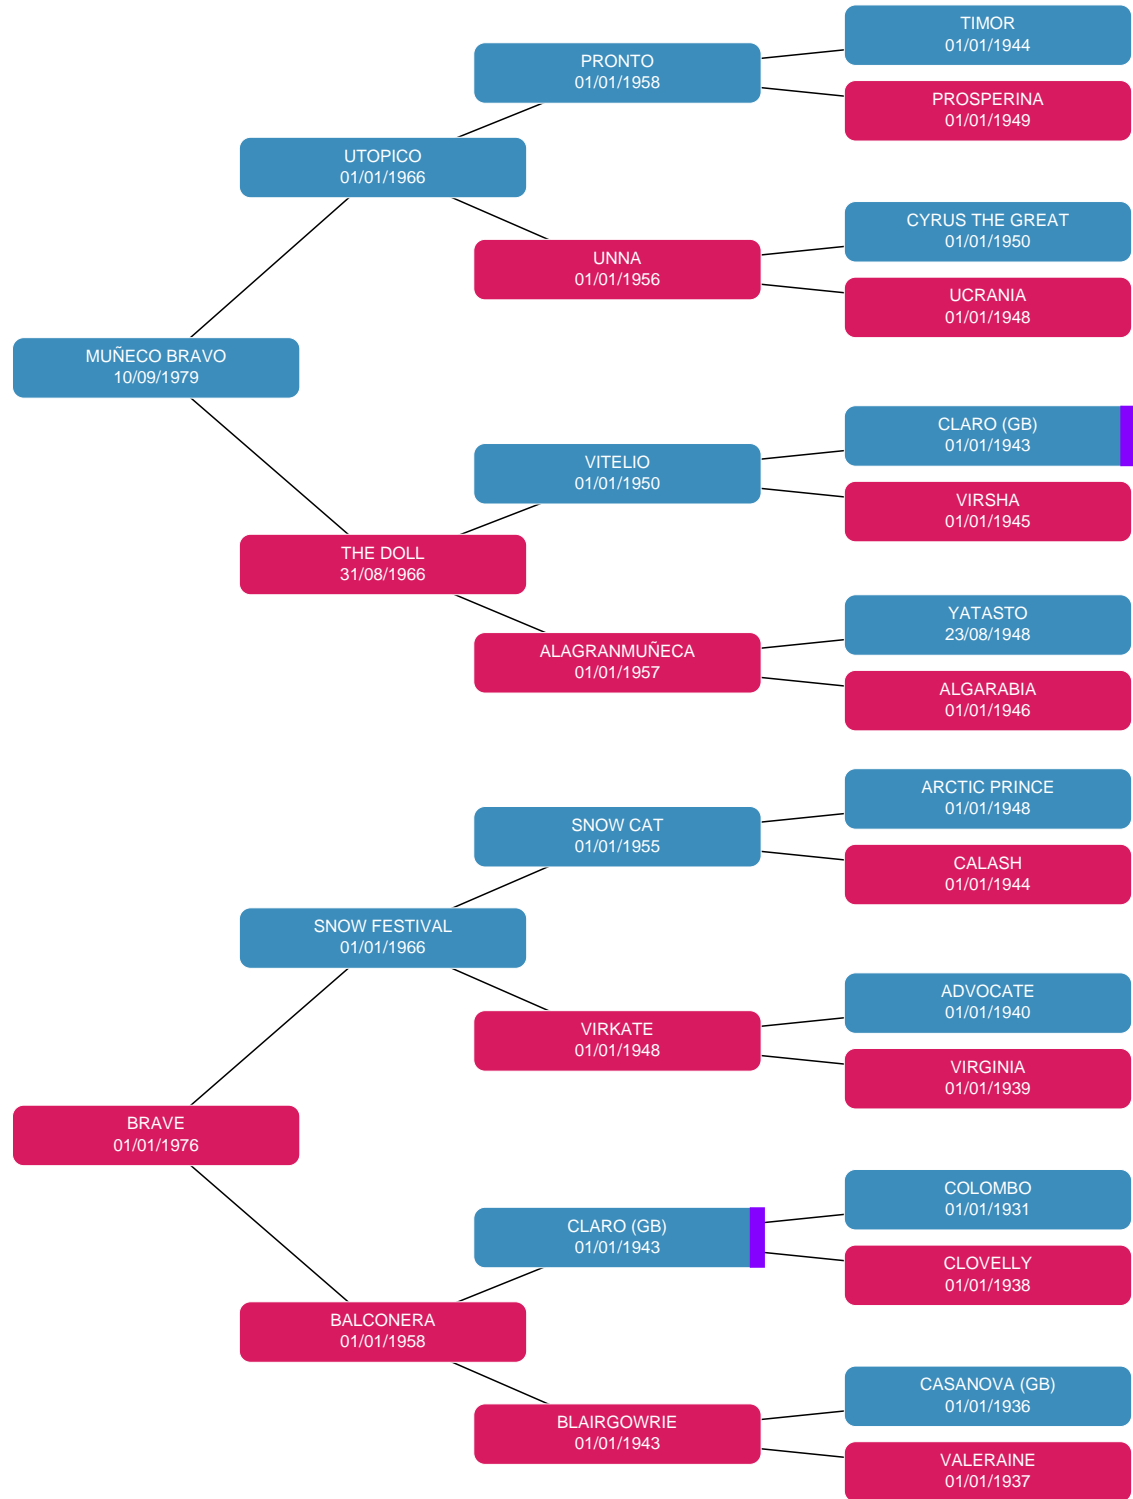 TIMOR
01/01/1944
PRONTO
01/01/1958
PROSPERINA
01/01/1949
UTOPICO
01/01/1966
CYRUS THE GREAT
01/01/1950
UNNA
01/01/1956
UCRANIA
01/01/1948
MUÑECO BRAVO
10/09/1979
CLARO (GB)
01/01/1943
VITELIO
01/01/1950
VIRSHA
01/01/1945
THE DOLL
31/08/1966
YATASTO
23/08/1948
ALAGRANMUÑECA
01/01/1957
ALGARABIA
01/01/1946
ARCTIC PRINCE
01/01/1948
SNOW CAT
01/01/1955
CALASH
01/01/1944
SNOW FESTIVAL
01/01/1966
ADVOCATE
01/01/1940
VIRKATE
01/01/1948
VIRGINIA
01/01/1939
BRAVE
01/01/1976
COLOMBO
01/01/1931
CLARO (GB)
01/01/1943
CLOVELLY
01/01/1938
BALCONERA
01/01/1958
CASANOVA (GB)
01/01/1936
BLAIRGOWRIE
01/01/1943
VALERAINE
01/01/1937